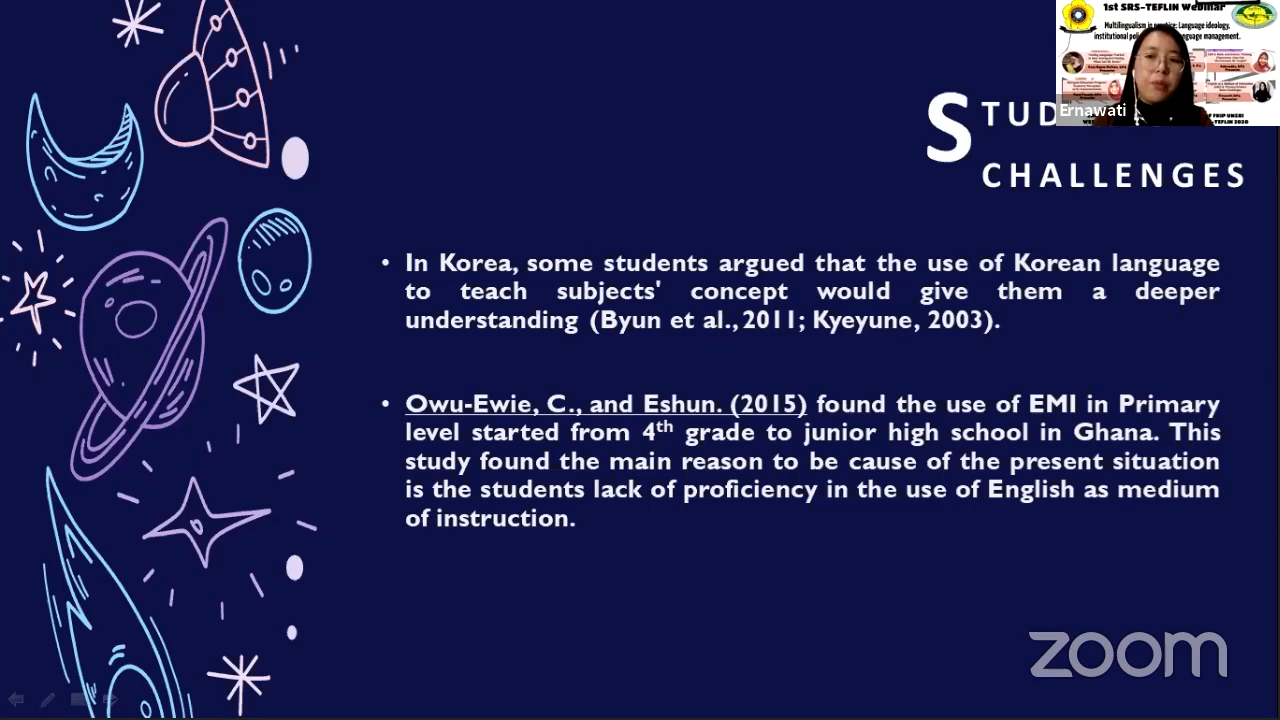 1st SRS-TEFLIN Webinar
Multilingualism in practice: Language ideology,
Ernawati
STUD
CHALLENGES
• In Korea, some students argued that the use of Korean language
to teach subjects' concept would give them a deeper
understanding (Byun et al., 2011; Kyeyune, 2003).
• Owu-Ewie, C., and Eshun. (2015) found the use of EMI in Primary
level started from 4th grade to junior high school in Ghana. This
study found the main reason to be cause of the present situation
is the students lack of proficiency in the use of English as medium
of instruction.
zoom